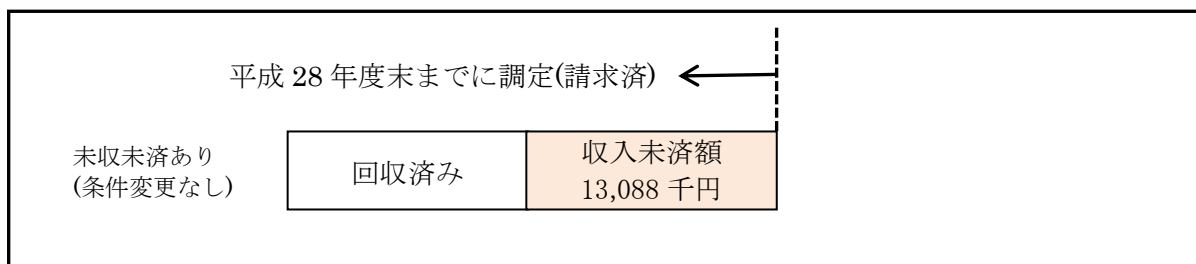 平成 28 年度末までに調定(請求済)
未収未済あり
(条件変更なし)
回収済み
収入未済額
13,088 千円